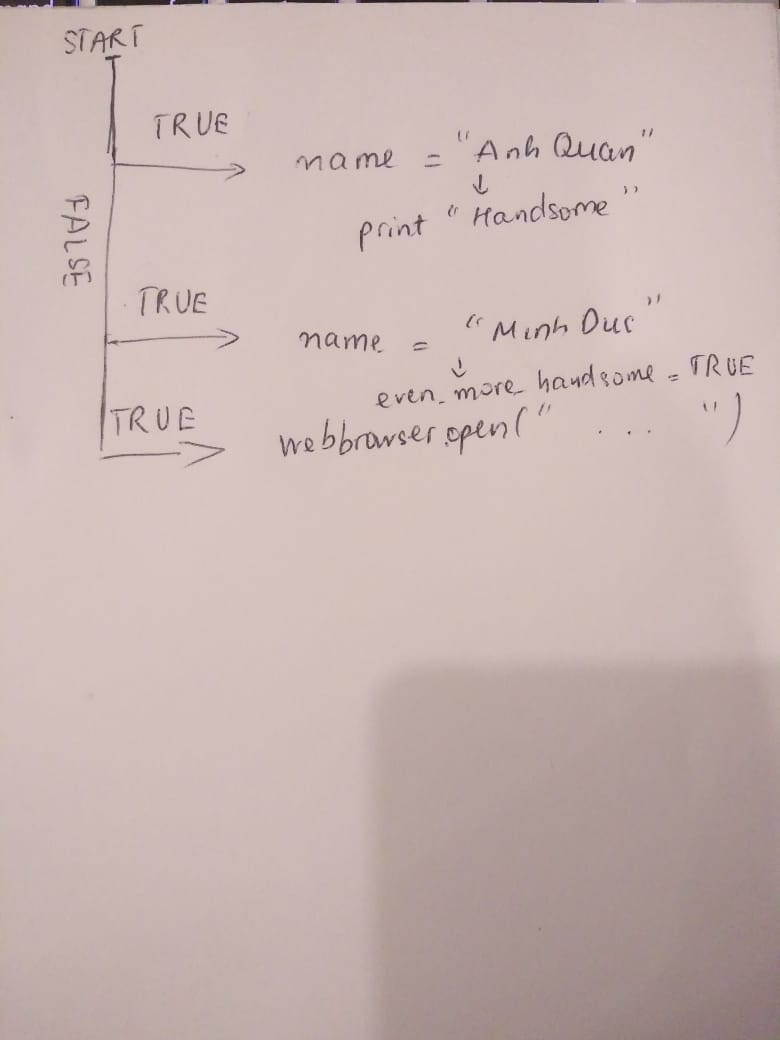 START
TRUE
name = "Anh Quan"
↓
print "Handsome"
FALSE
TRUE
name = "Minh Duc"
↓
even_more_handsome = TRUE
TRUE
webbrowser.open(" ... ")